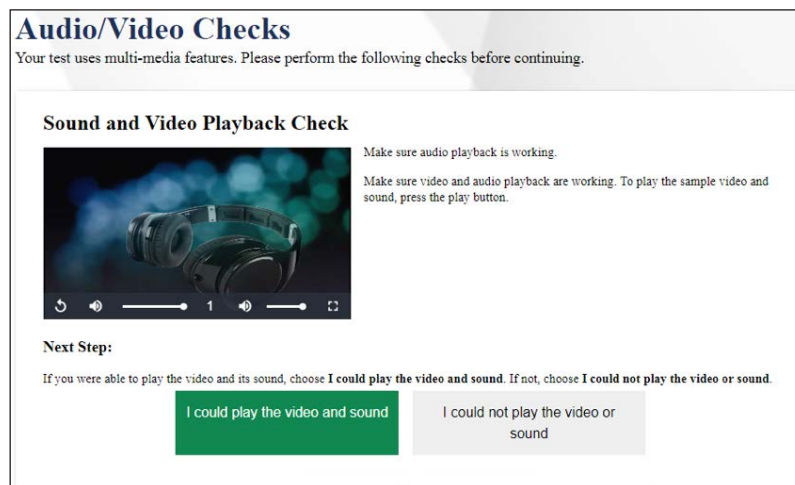 Audio/Video Checks
Your test uses multi-media features. Please perform the following checks before continuing.
Sound and Video Playback Check
Make sure audio playback is working.
Make sure video and audio playback are working. To play the sample video and
sound, press the play button.
1
Next Step:
If you were able to play the video and its sound, choose I could play the video and sound. If not, choose I could not play the video or sound.
I could play the video and sound
I could not play the video or
sound